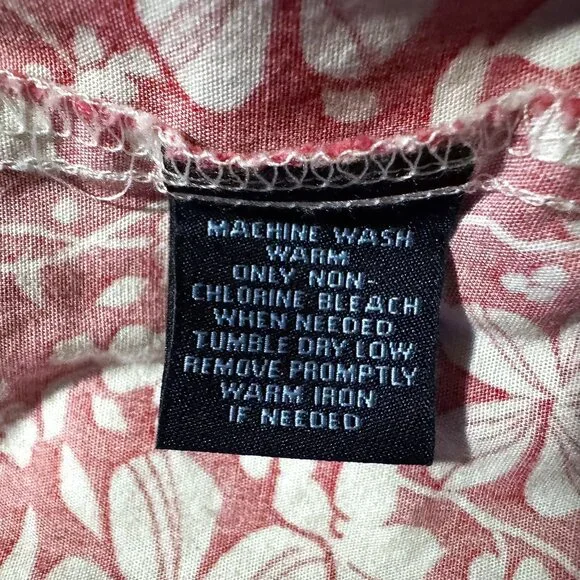 MACHINE WASH
WARM
ONLY NON-
CHLORINE BLEACH
WHEN NEEDED
TUMBLE DRY LOW
REMOVE PROMPTLY
WARM IRON
IF NEEDED